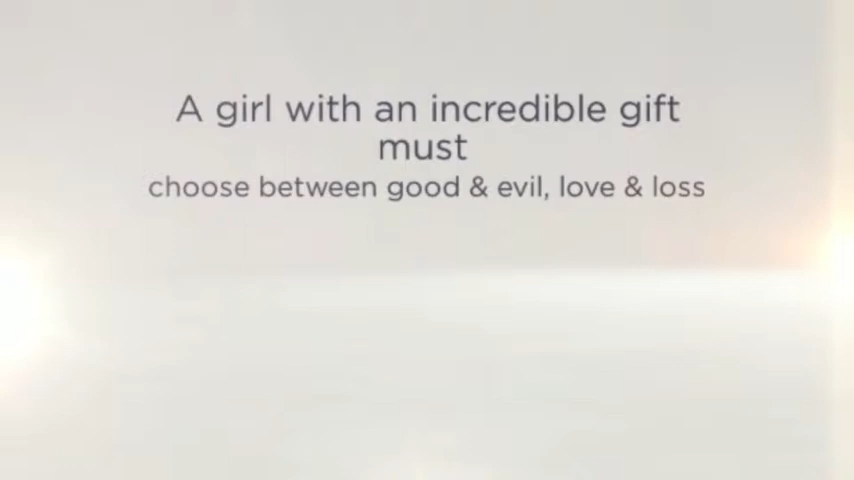 A girl with an incredible gift
must
choose between good & evil, love & loss